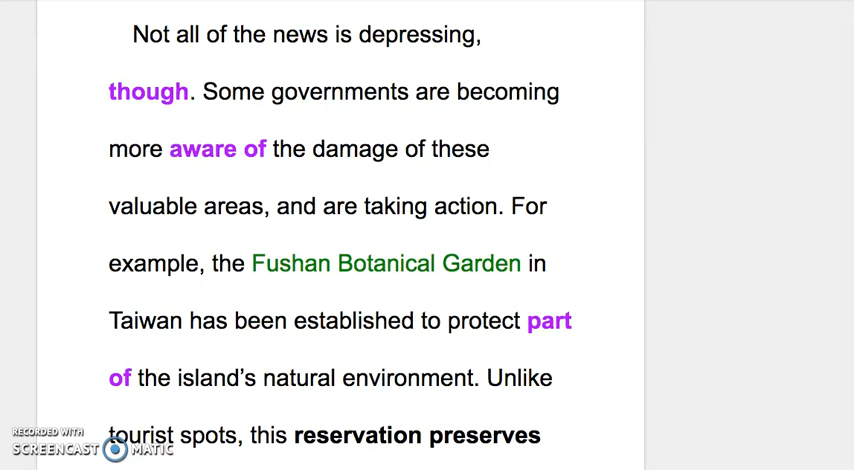 Not all of the news is depressing,
though. Some governments are becoming
more aware of the damage of these
valuable areas, and are taking action. For
example, the Fushan Botanical Garden in
Taiwan has been established to protect part
of the island’s natural environment. Unlike
tourist spots, this reservation preserves
RECORDED WITH
SCREENCAST MATIC